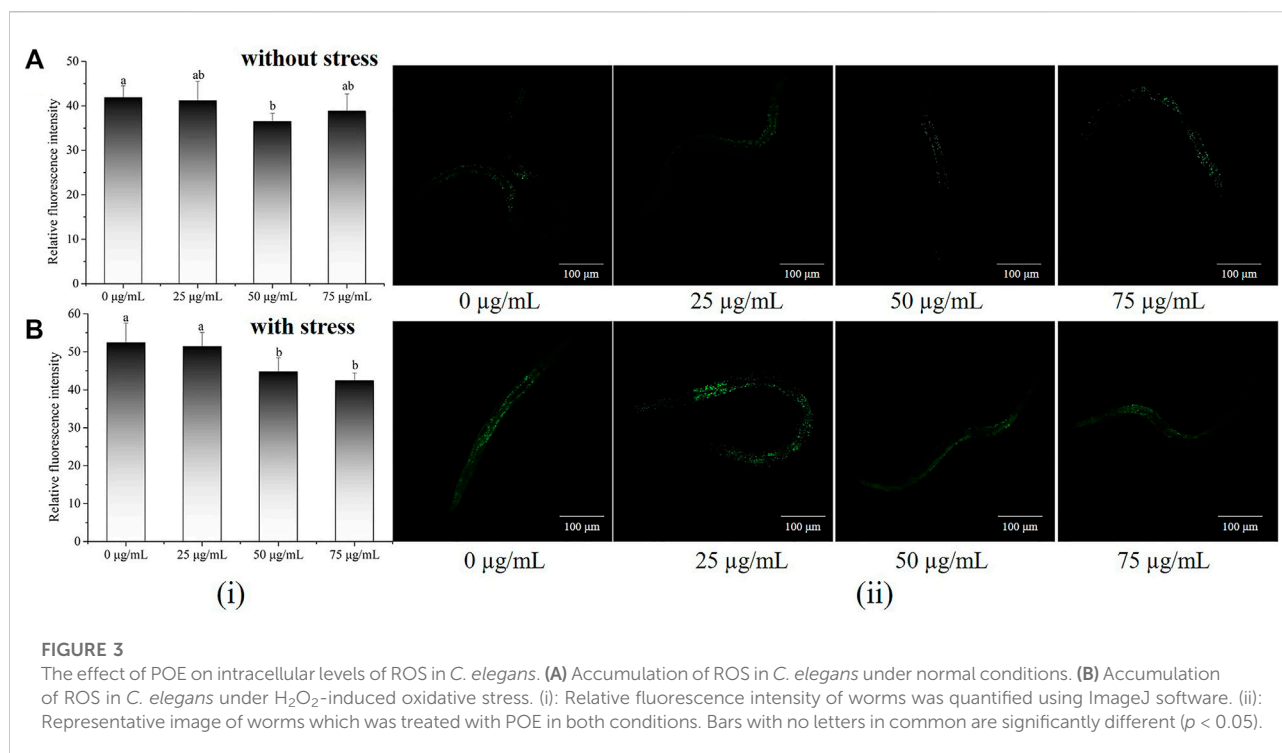 A
without stress
Relative fluorescence intensity
50
40
30
20
10
0
a
ab
b
ab
0 µg/mL
25 µg/mL
50 µg/mL
75 µg/mL
100 µm
100 µm
100 µm
100 µm
0 µg/mL
25 µg/mL
50 µg/mL
75 µg/mL
B
with stress
Relative fluorescence intensity
60
50
40
30
20
10
0
a
a
b
b
0 µg/mL
25 µg/mL
50 µg/mL
75 µg/mL
100 µm
100 µm
100 µm
100 µm
0 µg/mL
25 µg/mL
50 µg/mL
75 µg/mL
(i)
(ii)
FIGURE 3
The effect of POE on intracellular levels of ROS in C. elegans. (A) Accumulation of ROS in C. elegans under normal conditions. (B) Accumulation
of ROS in C. elegans under H₂O₂-induced oxidative stress. (i): Relative fluorescence intensity of worms was quantified using ImageJ software. (ii):
Representative image of worms which was treated with POE in both conditions. Bars with no letters in common are significantly different (p < 0.05).